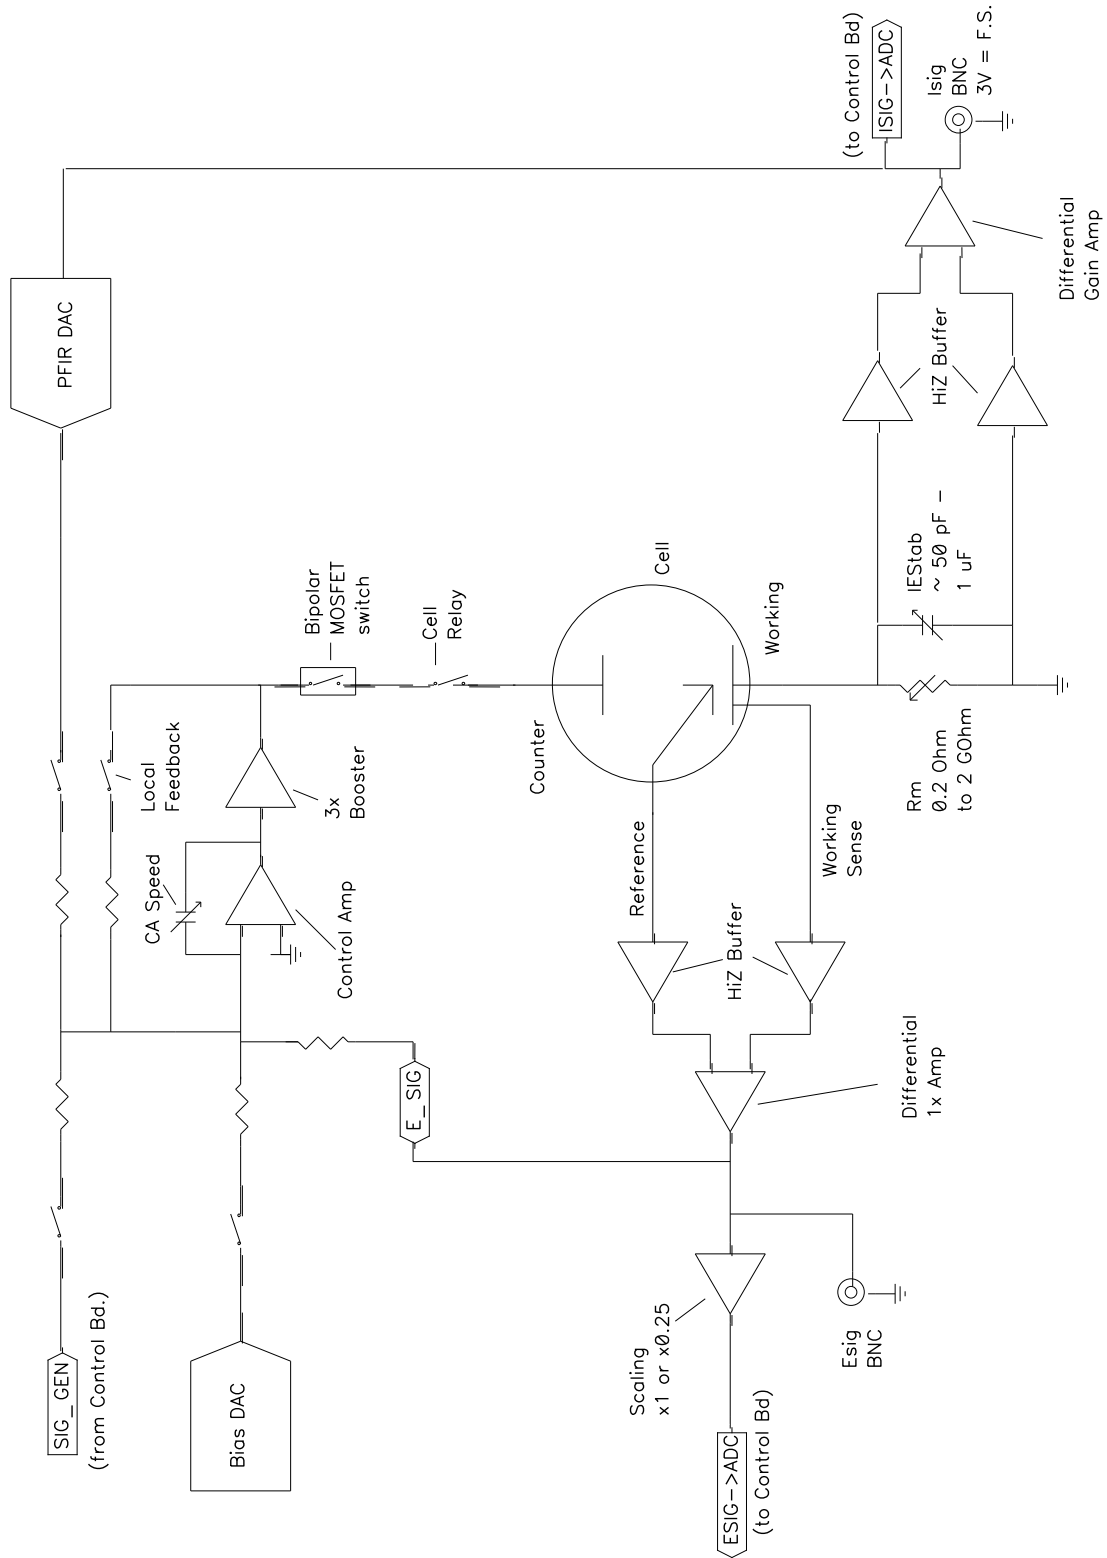 SIG_GEN
(from Control Bd.)
Bias DAC
PFIR DAC
Local
Feedback
CA Speed
Control Amp
3x
Booster
Bipolar
MOSFET
switch
Cell
Relay
E_SIG
Counter
Cell
Reference
Working
Working
Sense
HiZ Buffer
Differential
1x Amp
Scaling
x1 or x0.25
ESIG->ADC
(to Control Bd)
Esig
BNC
Rm
0.2 Ohm
to 2 GOhm
IEStab
~ 50 pF -
1 uF
HiZ Buffer
Differential
Gain Amp
(to Control Bd)
ISIG->ADC
Isig
BNC
3V = F.S.